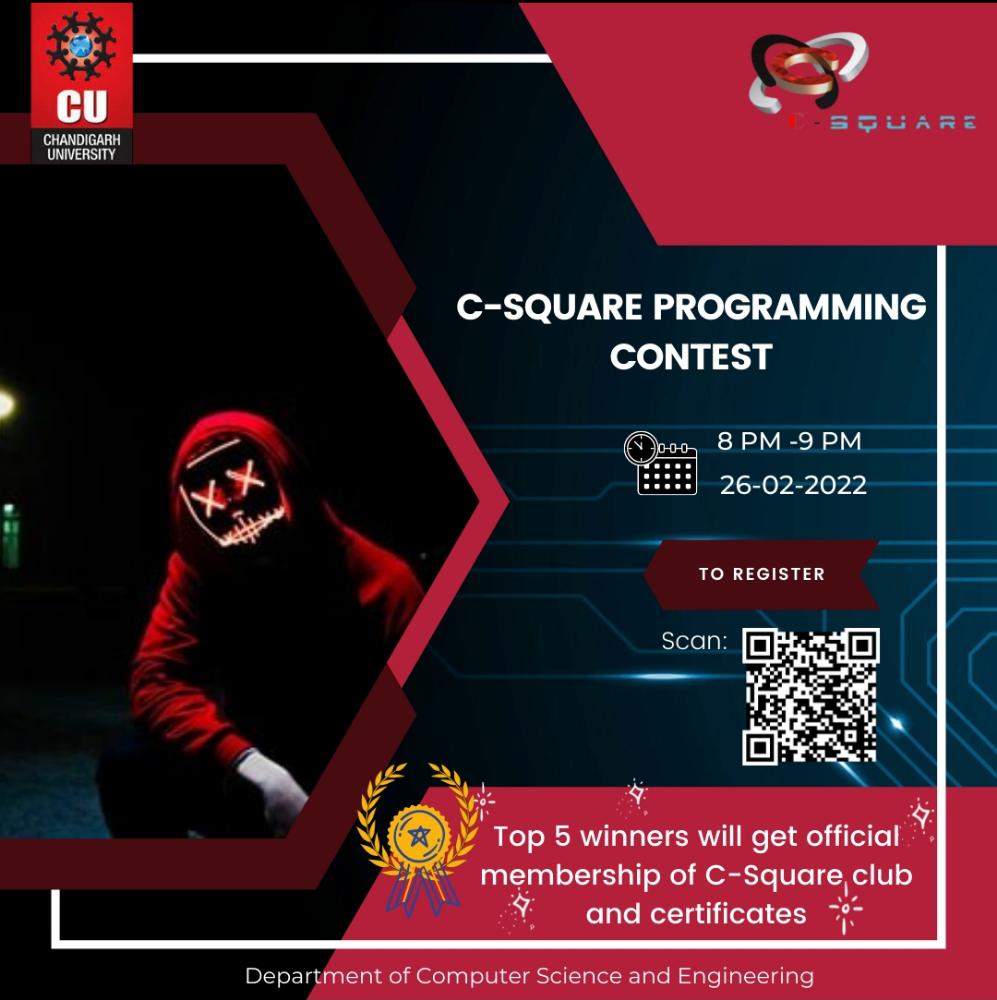 CU
CHANDIGARH
UNIVERSITY
C-SQUARE
C-SQUARE PROGRAMMING
CONTEST
8 PM -9 PM
26-02-2022
TO REGISTER
Scan:
Top 5 winners will get official
membership of C-Square club
and certificates
Department of Computer Science and Engineering